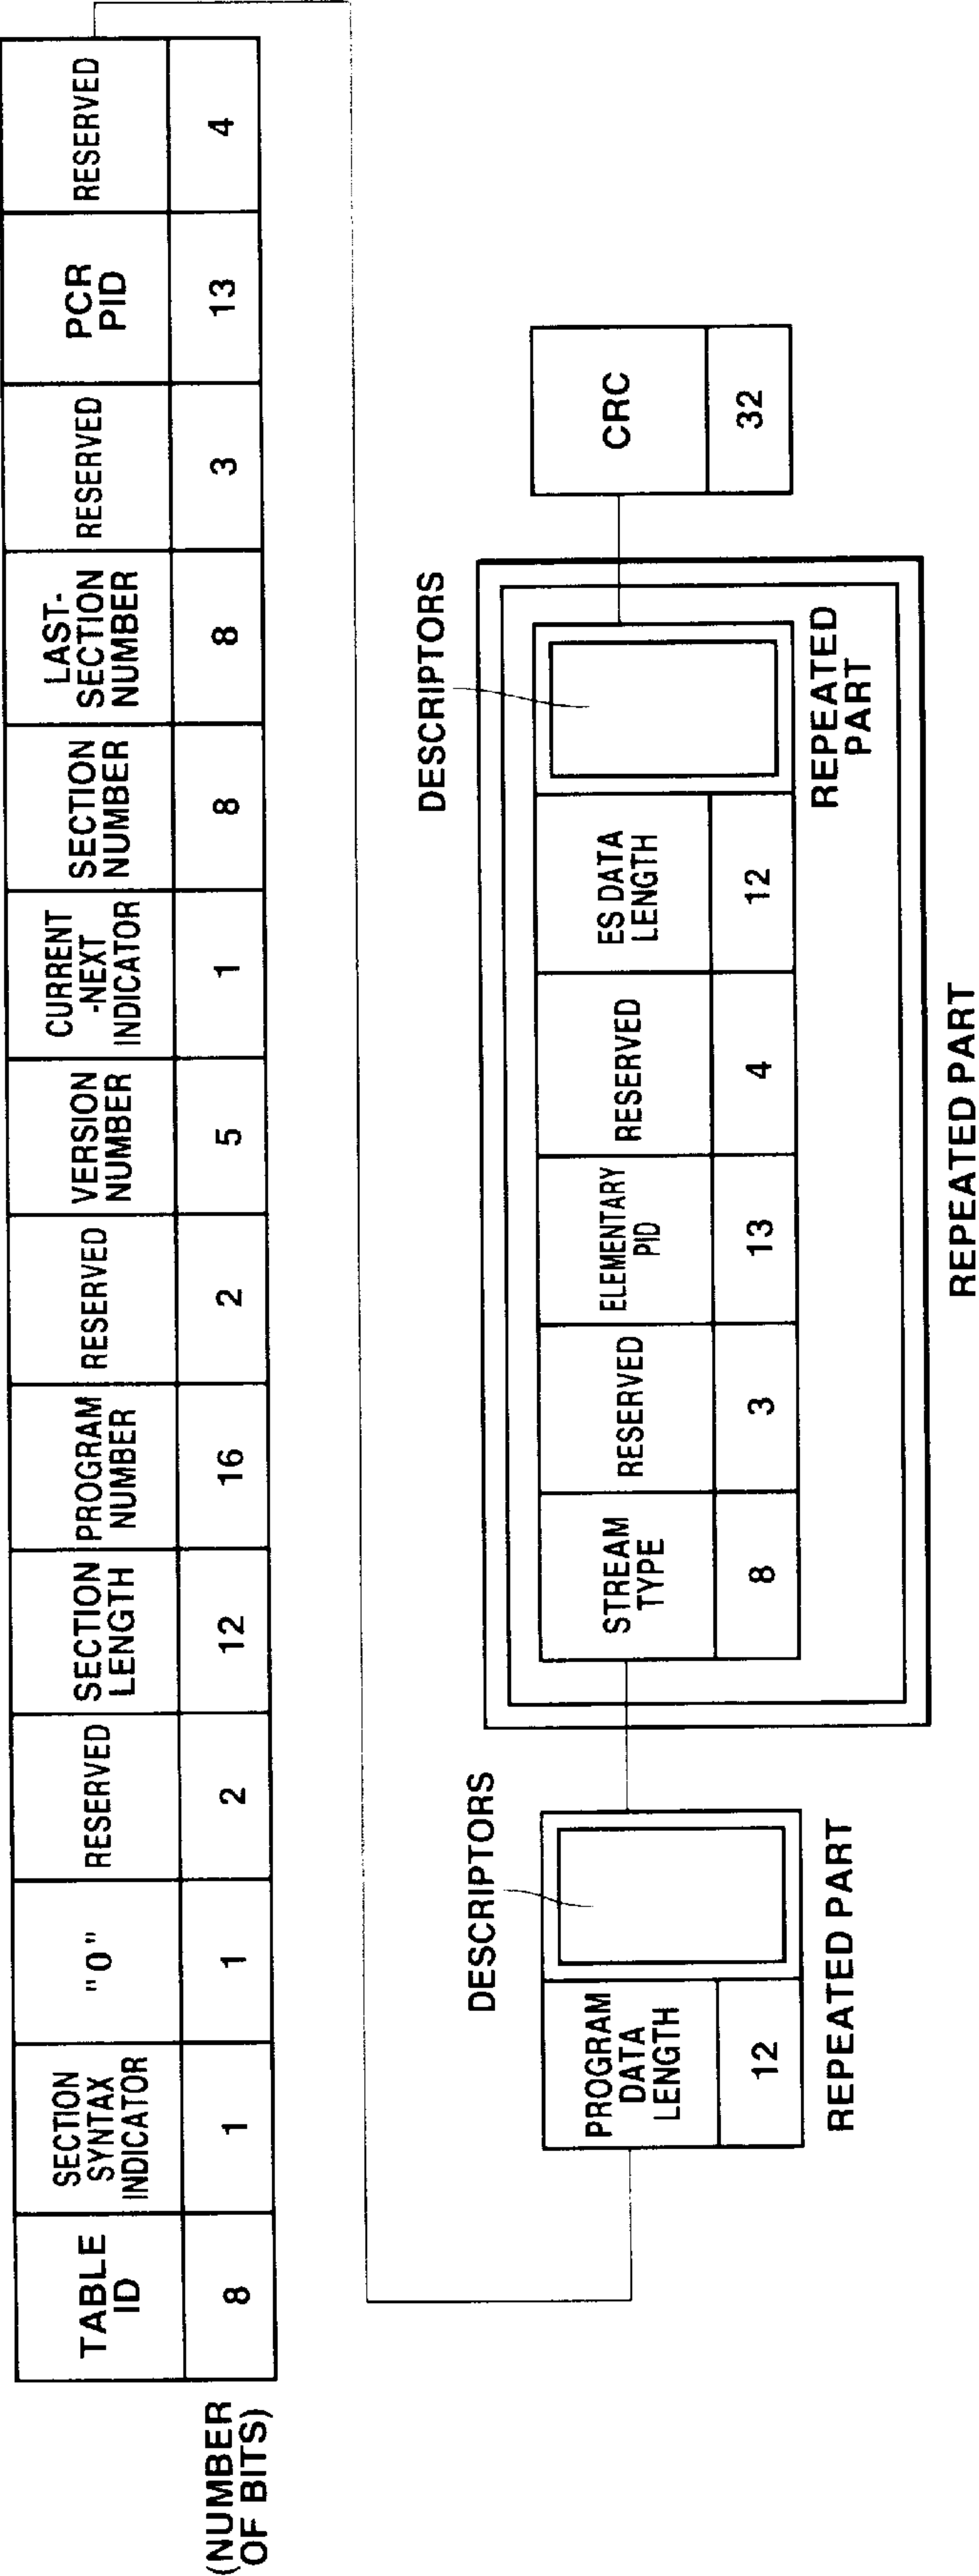 TABLE
ID
SECTION
SYNTAX
INDICATOR
"0"
RESERVED
SECTION
LENGTH
PROGRAM
NUMBER
RESERVED
VERSION
NUMBER
CURRENT
-NEXT
INDICATOR
SECTION
NUMBER
LAST-
SECTION
NUMBER
RESERVED
PCR
PID
RESERVED
(NUMBER
OF BITS)
8
1
1
2
12
16
2
5
1
8
8
3
13
4
DESCRIPTORS
PROGRAM
DATA
LENGTH
12
REPEATED PART
DESCRIPTORS
STREAM
TYPE
RESERVED
ELEMENTARY
PID
RESERVED
ES DATA
LENGTH
8
3
13
4
12
REPEATED
PART
REPEATED PART
CRC
32